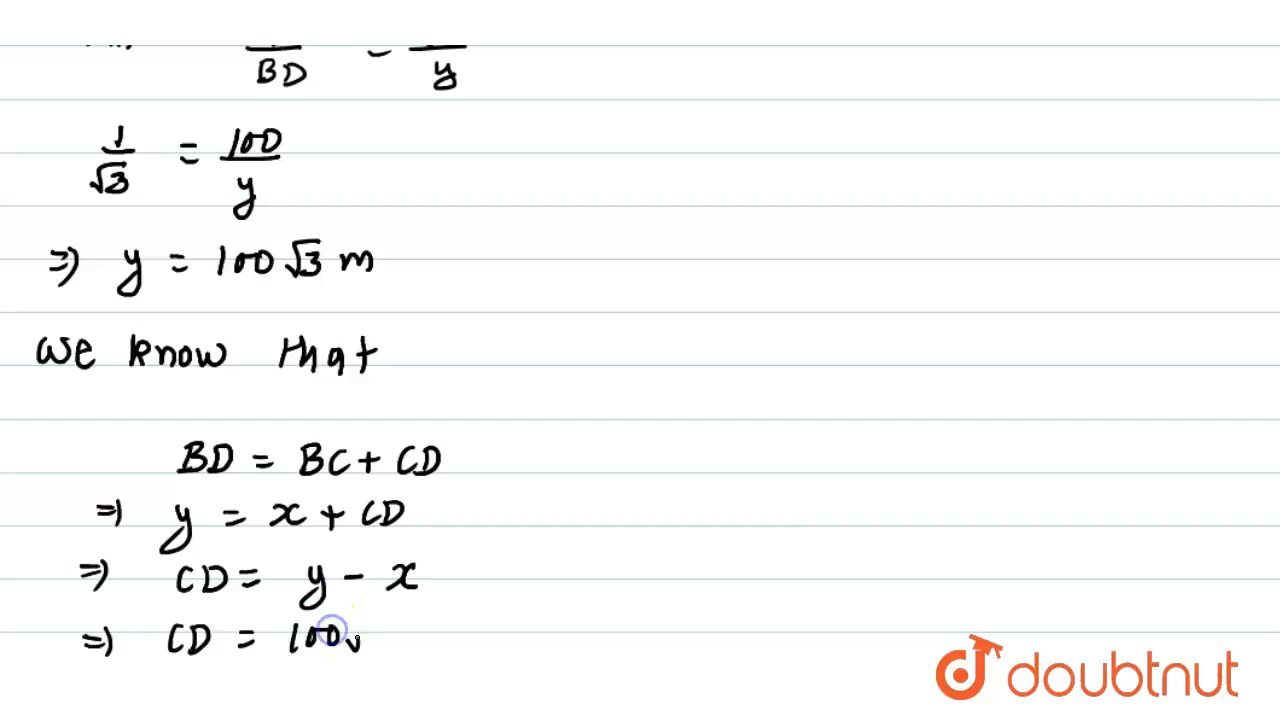 BD = y
1/√3 = 100/y
⇒ y = 100√3 m
We know that
BD = BC + CD
⇒ y = x + CD
⇒ CD = y - x
⇒ CD = 100
doubtnut